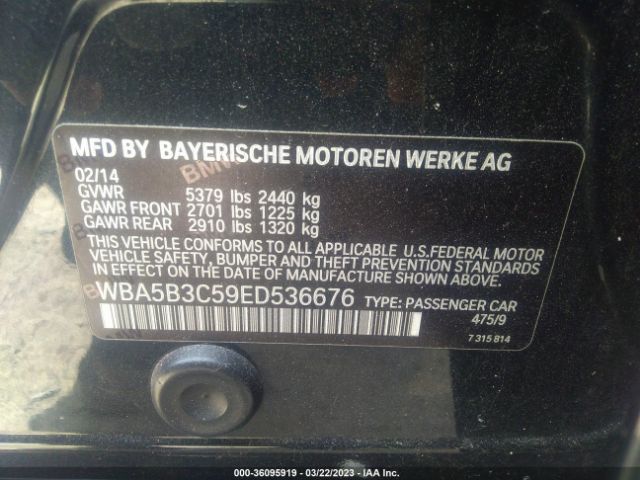 MFD BY BAYERISCHE MOTOREN WERKE AG
02/14
GVWR 5379 lbs 2440 kg
GAWR FRONT 2701 lbs 1225 kg
GAWR REAR 2910 lbs 1320 kg
THIS VEHICLE CONFORMS TO ALL APPLICABLE U.S.FEDERAL MOTOR
VEHICLE SAFETY, BUMPER AND THEFT PREVENTION STANDARDS
IN EFFECT ON THE DATE OF MANUFACTURE SHOWN ABOVE.
WBA5B3C59ED536676 TYPE: PASSENGER CAR
475/9
7 315 814
000-36095919 / 03/22/2023 / IAA Inc.